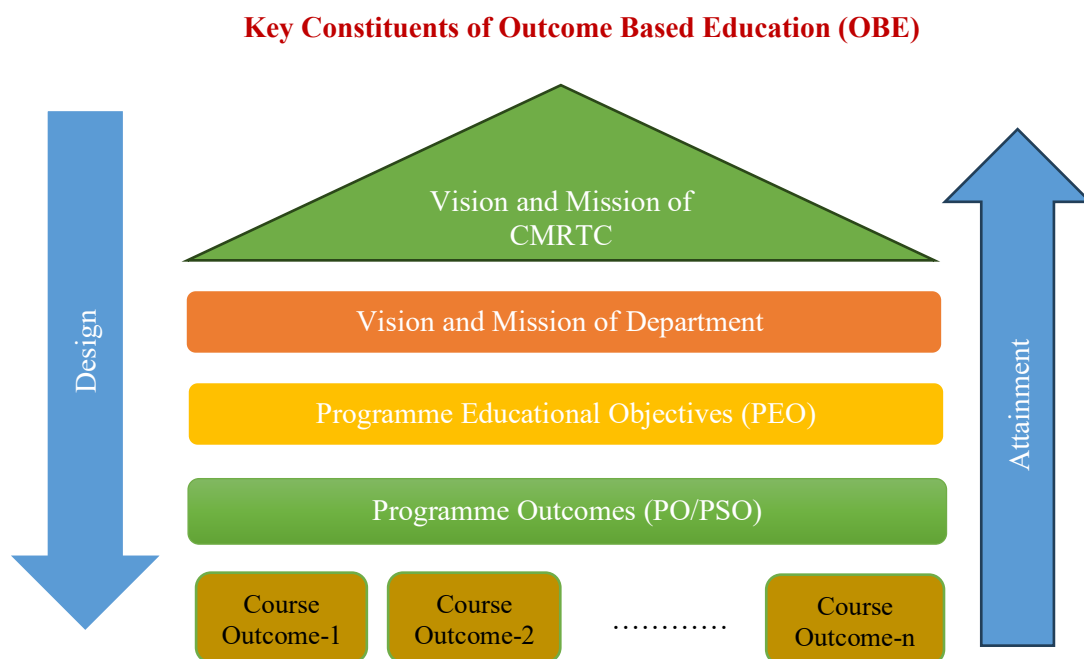 Key Constituents of Outcome Based Education (OBE)
Vision and Mission of
CMRTC
Design
Vision and Mission of Department
Programme Educational Objectives (PEO)
Attainment
Programme Outcomes (PO/PSO)
Course
Outcome-1
Course
Outcome-2
…………
Course
Outcome-n